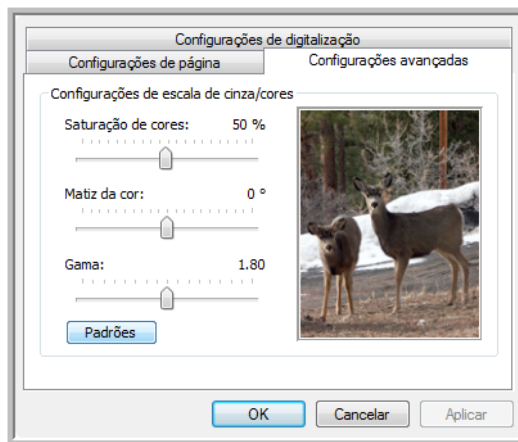 Configurações de digitalização
Configurações de página
Configurações avançadas
Configurações de escala de cinza/cores
Saturação de cores: 50 %
Matiz da cor: 0 °
Gama: 1.80
Padrões
OK
Cancelar
Aplicar